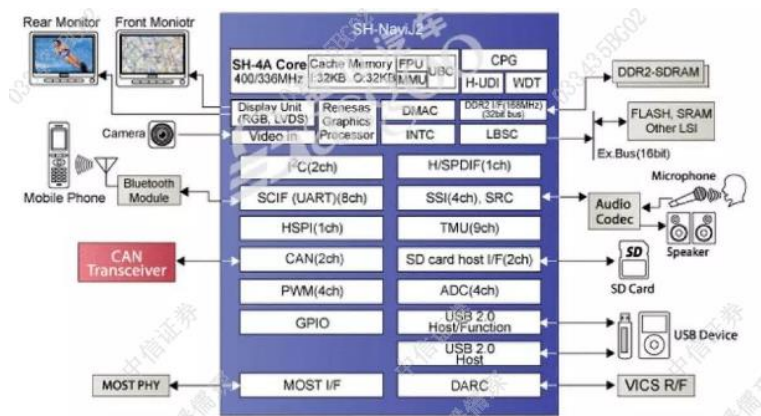 Rear Monitor
Front Moniotr
SH-NaviJ2
SH-4A Core
400/336MHz
Cache Memory
I:32KB O:32KB
FPU
MMU
UBC
CPG
H-UDI
WDT
DDR2-SDRAM
Display Unit
(RGB, LVDS)
Video in
Renesas
Graphics
Processor
DMAC
INTC
DDR2 I/F(168MHz)
(32bit bus)
LBSC
FLASH, SRAM
Other LSI
Ex.Bus(16bit)
Camera
Mobile Phone
Bluetooth
Module
I²C(2ch)
H/SPDIF(1ch)
SCIF (UART)(8ch)
SSI(4ch), SRC
Microphone
Audio
Codec
Speaker
HSPI(1ch)
TMU(9ch)
CAN
Transceiver
CAN(2ch)
SD card host I/F(2ch)
SD
SD Card
PWM(4ch)
ADC(4ch)
GPIO
USB 2.0
Host/Function
USB Device
USB 2.0
Host
MOST PHY
MOST I/F
DARC
VICS R/F
中信证券